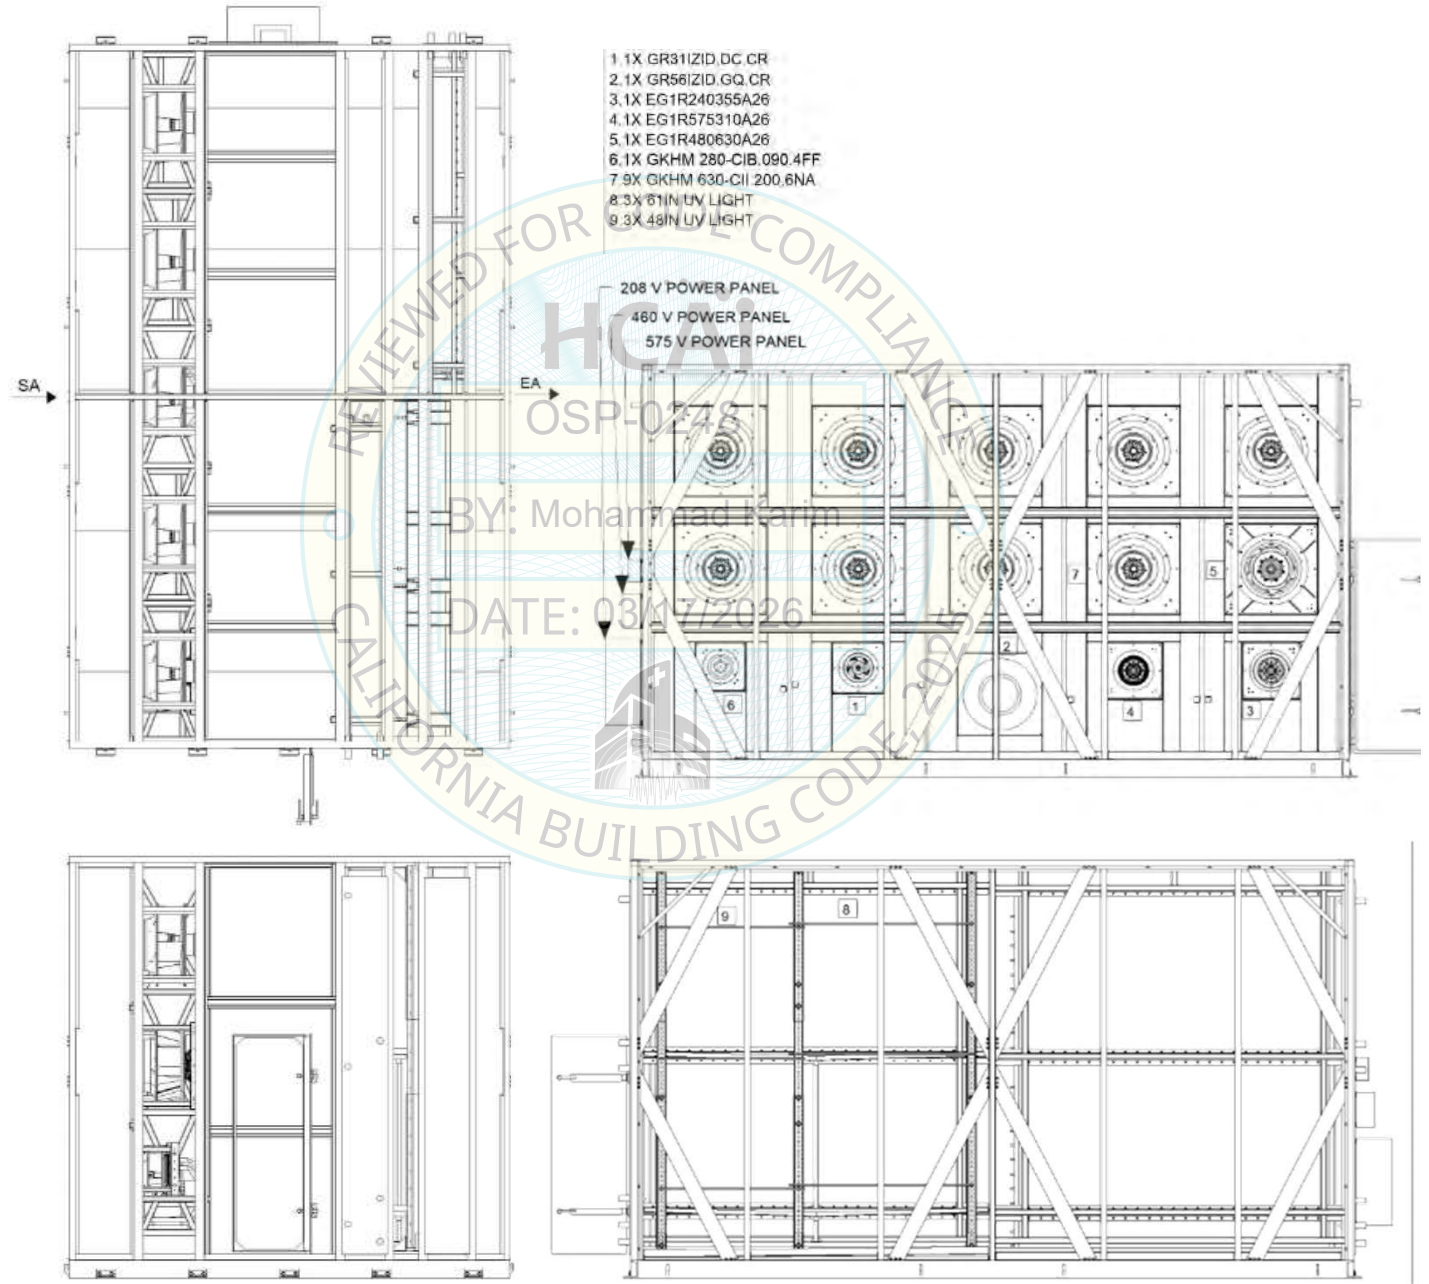 1,1X GR31IZID,DC,CR
2,1X GR56IZID,GQ,CR
3,1X EG1R240355A26
4,1X EG1R575310A26
5,1X EG1R480630A26
6,1X GKHM 280-CIB,090,4FF
7,9X GKHM 630-CII,200,6NA
8,3X 61IN UV LIGHT
9,3X 48IN UV LIGHT
208 V POWER PANEL
460 V POWER PANEL
575 V POWER PANEL
SA
EA
REVIEWED FOR CODE COMPLIANCE
HCAi
OSP-0248
BY: Mohammad Karim
DATE: 03/17/2026
CALIFORNIA BUILDING CODE, 2025
7
5
2
6
1
4
3
9
8